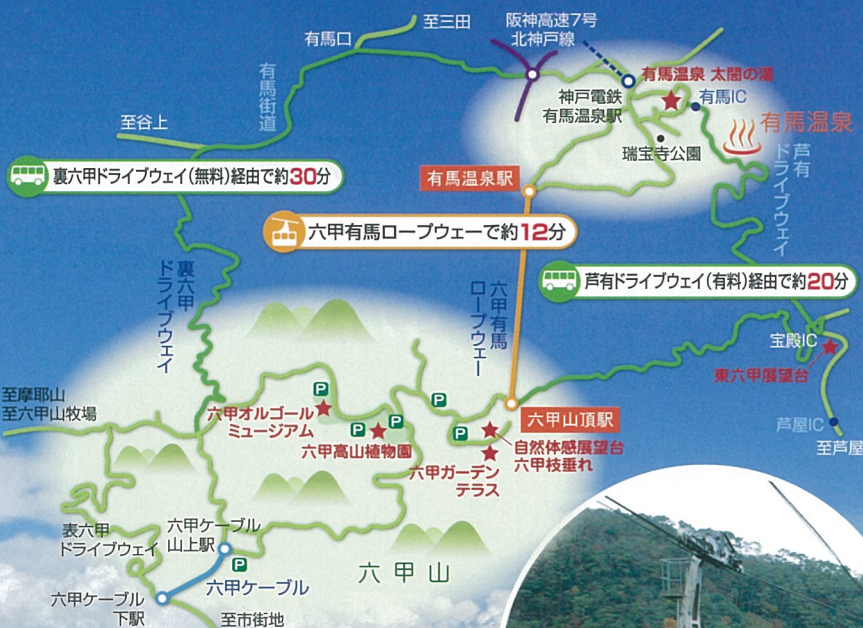 至三田
有馬口
阪神高速7号
北神戸線
有馬街道
至谷上
神戸電鉄
有馬温泉駅
有馬温泉 太閤の湯
有馬IC
有馬温泉
瑞宝寺公園
芦有
ドライブウェイ
裏六甲ドライブウェイ(無料)経由で約30分
有馬温泉駅
六甲有馬ロープウェーで約12分
裏六甲
ドライブウェイ
六甲有馬
ロープウェー
芦有ドライブウェイ(有料)経由で約20分
宝殿IC
東六甲展望台
芦屋IC
至芦屋
至摩耶山
至六甲山牧場
P
P
P
P
P
六甲オルゴール
ミュージアム
六甲高山植物園
六甲山頂駅
自然体感展望台
六甲枝垂れ
六甲ガーデン
テラス
表六甲
ドライブウェイ
六甲ケーブル
山上駅
P
六甲ケーブル
六甲山
六甲ケーブル
下駅
至市街地